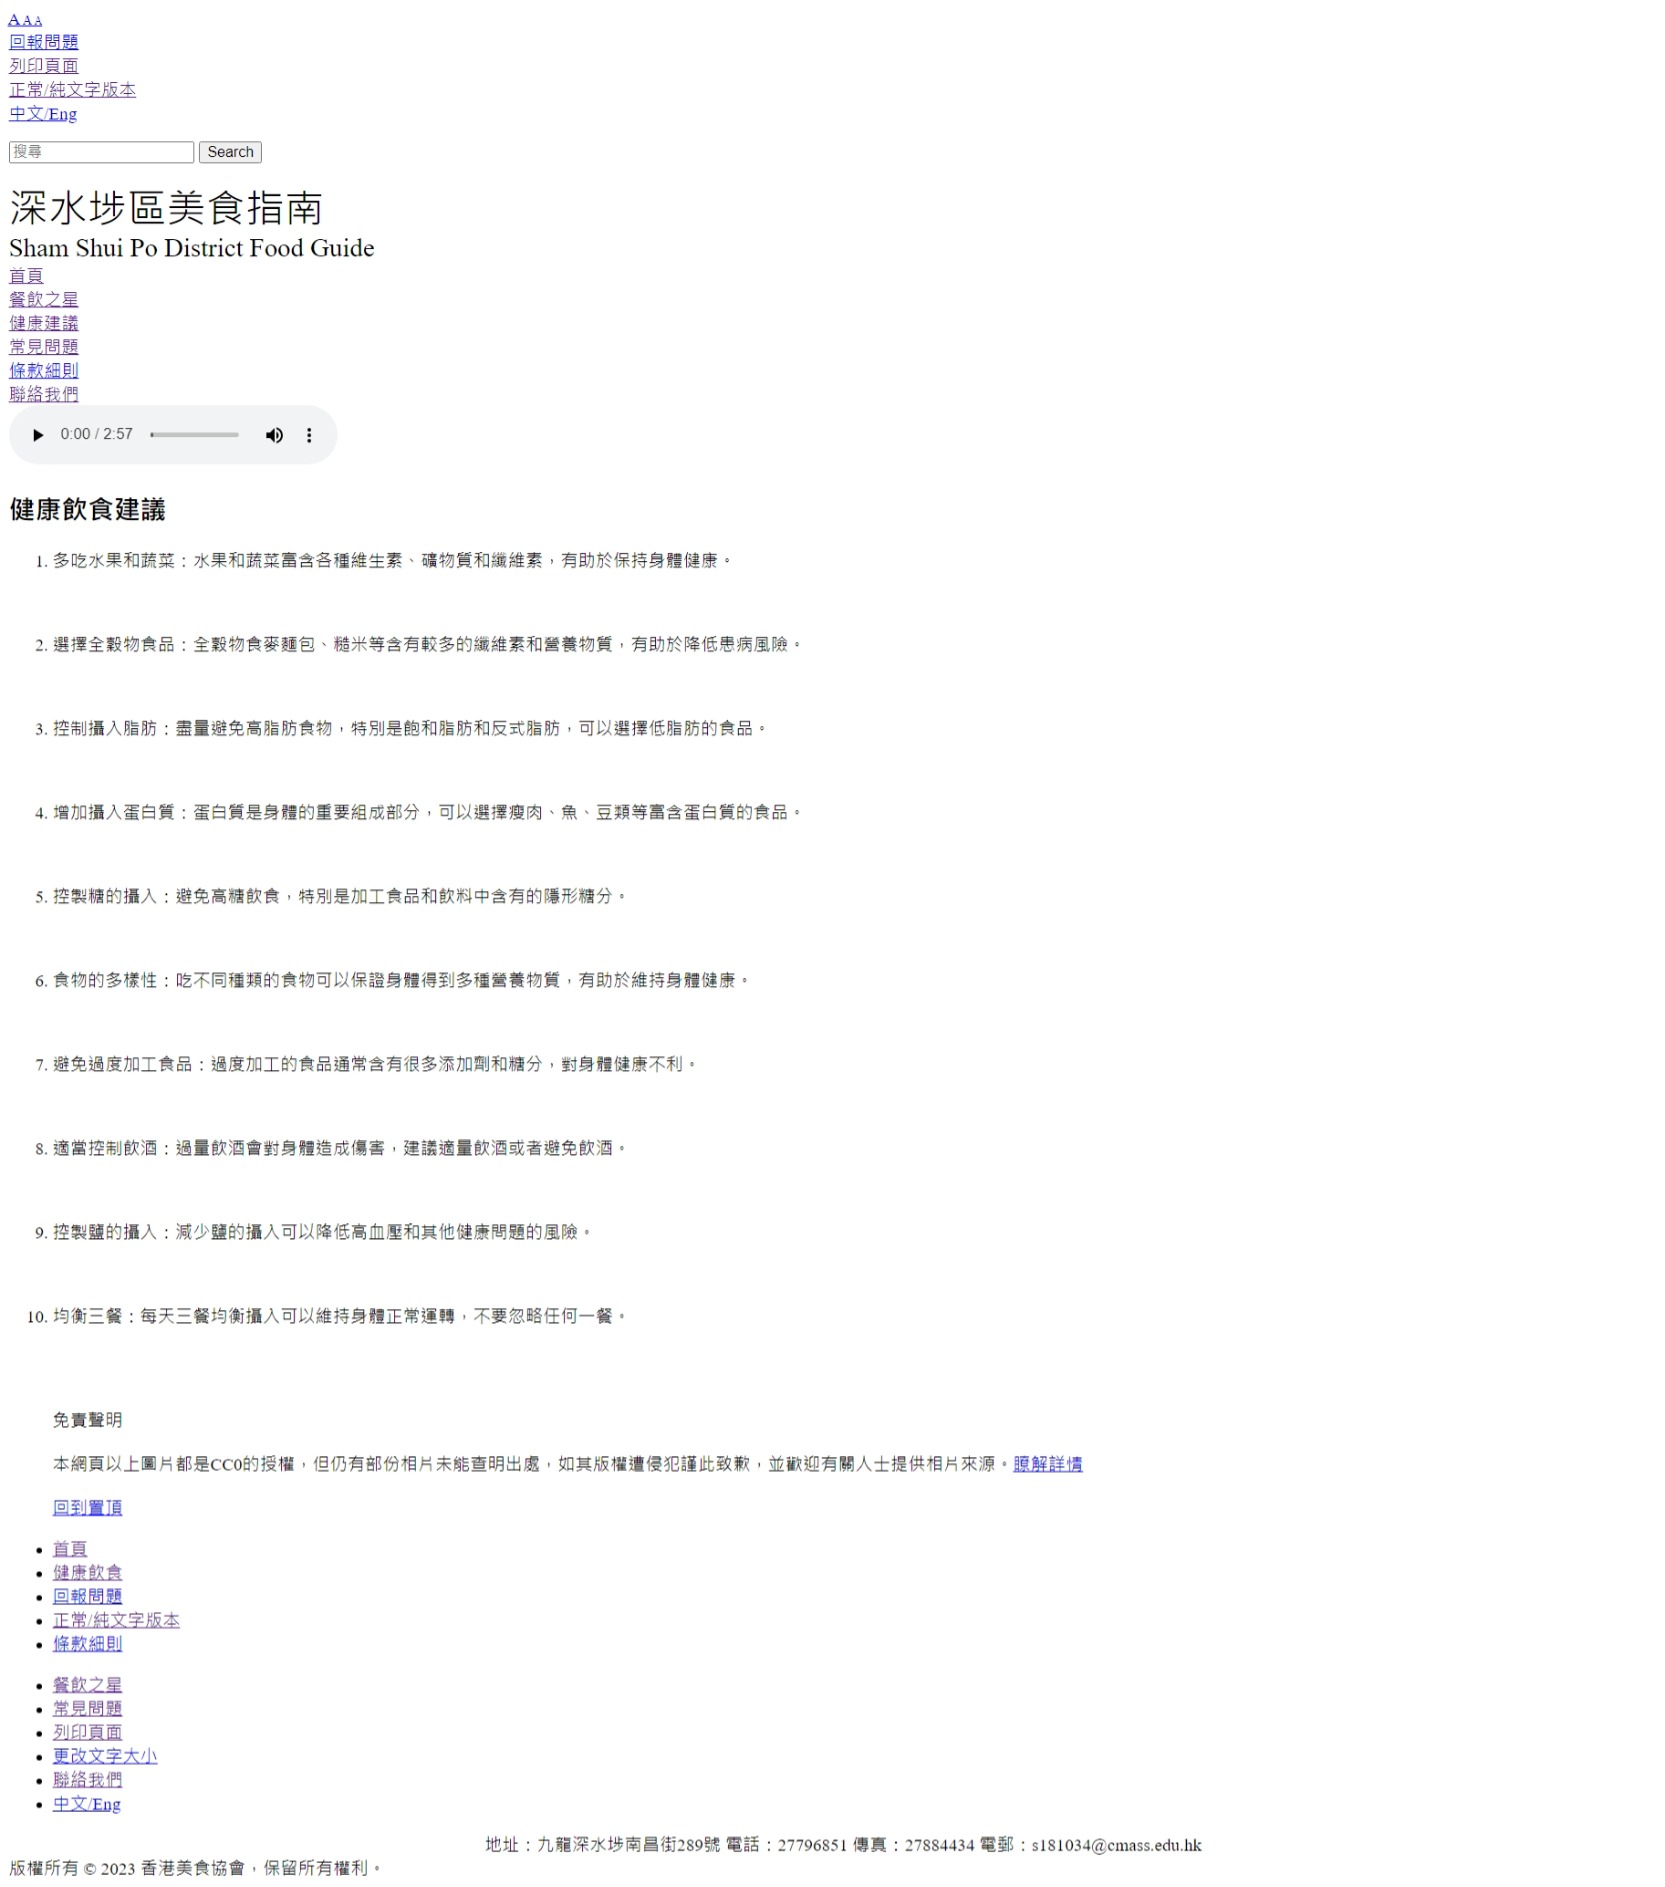 A A A
回報問題
列印頁面
正常/純文字版本
中文/Eng
搜尋 Search
深水埗區美食指南
Sham Shui Po District Food Guide
首頁
餐飲之星
健康建議
常見問題
條款細則
聯絡我們
0:00 / 2:57
健康飲食建議
1. 多吃水果和蔬菜：水果和蔬菜富含各種維生素、礦物質和纖維素，有助於保持身體健康。
2. 選擇全穀物食品：全穀物食麥麵包、糙米等含有較多的纖維素和營養物質，有助於降低患病風險。
3. 控制攝入脂肪：盡量避免高脂肪食物，特別是飽和脂肪和反式脂肪，可以選擇低脂肪的食品。
4. 增加攝入蛋白質：蛋白質是身體的重要組成部分，可以選擇瘦肉、魚、豆類等富含蛋白質的食品。
5. 控製糖的攝入：避免高糖飲食，特別是加工食品和飲料中含有的隱形糖分。
6. 食物的多樣性：吃不同種類的食物可以保證身體得到多種營養物質，有助於維持身體健康。
7. 避免過度加工食品：過度加工的食品通常含有很多添加劑和糖分，對身體健康不利。
8. 適當控制飲酒：過量飲酒會對身體造成傷害，建議適量飲酒或者避免飲酒。
9. 控製鹽的攝入：減少鹽的攝入可以降低高血壓和其他健康問題的風險。
10. 均衡三餐：每天三餐均衡攝入可以維持身體正常運轉，不要忽略任何一餐。
免責聲明
本網頁以上圖片都是CC0的授權，但仍有部份相片未能查明出處，如其版權遭侵犯謹此致歉，並歡迎有關人士提供相片來源。瞭解詳情
回到置頂
首頁
健康飲食
回報問題
正常/純文字版本
條款細則
餐飲之星
常見問題
列印頁面
更改文字大小
聯絡我們
中文/Eng
地址：九龍深水埗南昌街289號 電話：27796851 傳真：27884434 電郵：s181034@cmass.edu.hk
版權所有 © 2023 香港美食協會，保留所有權利。